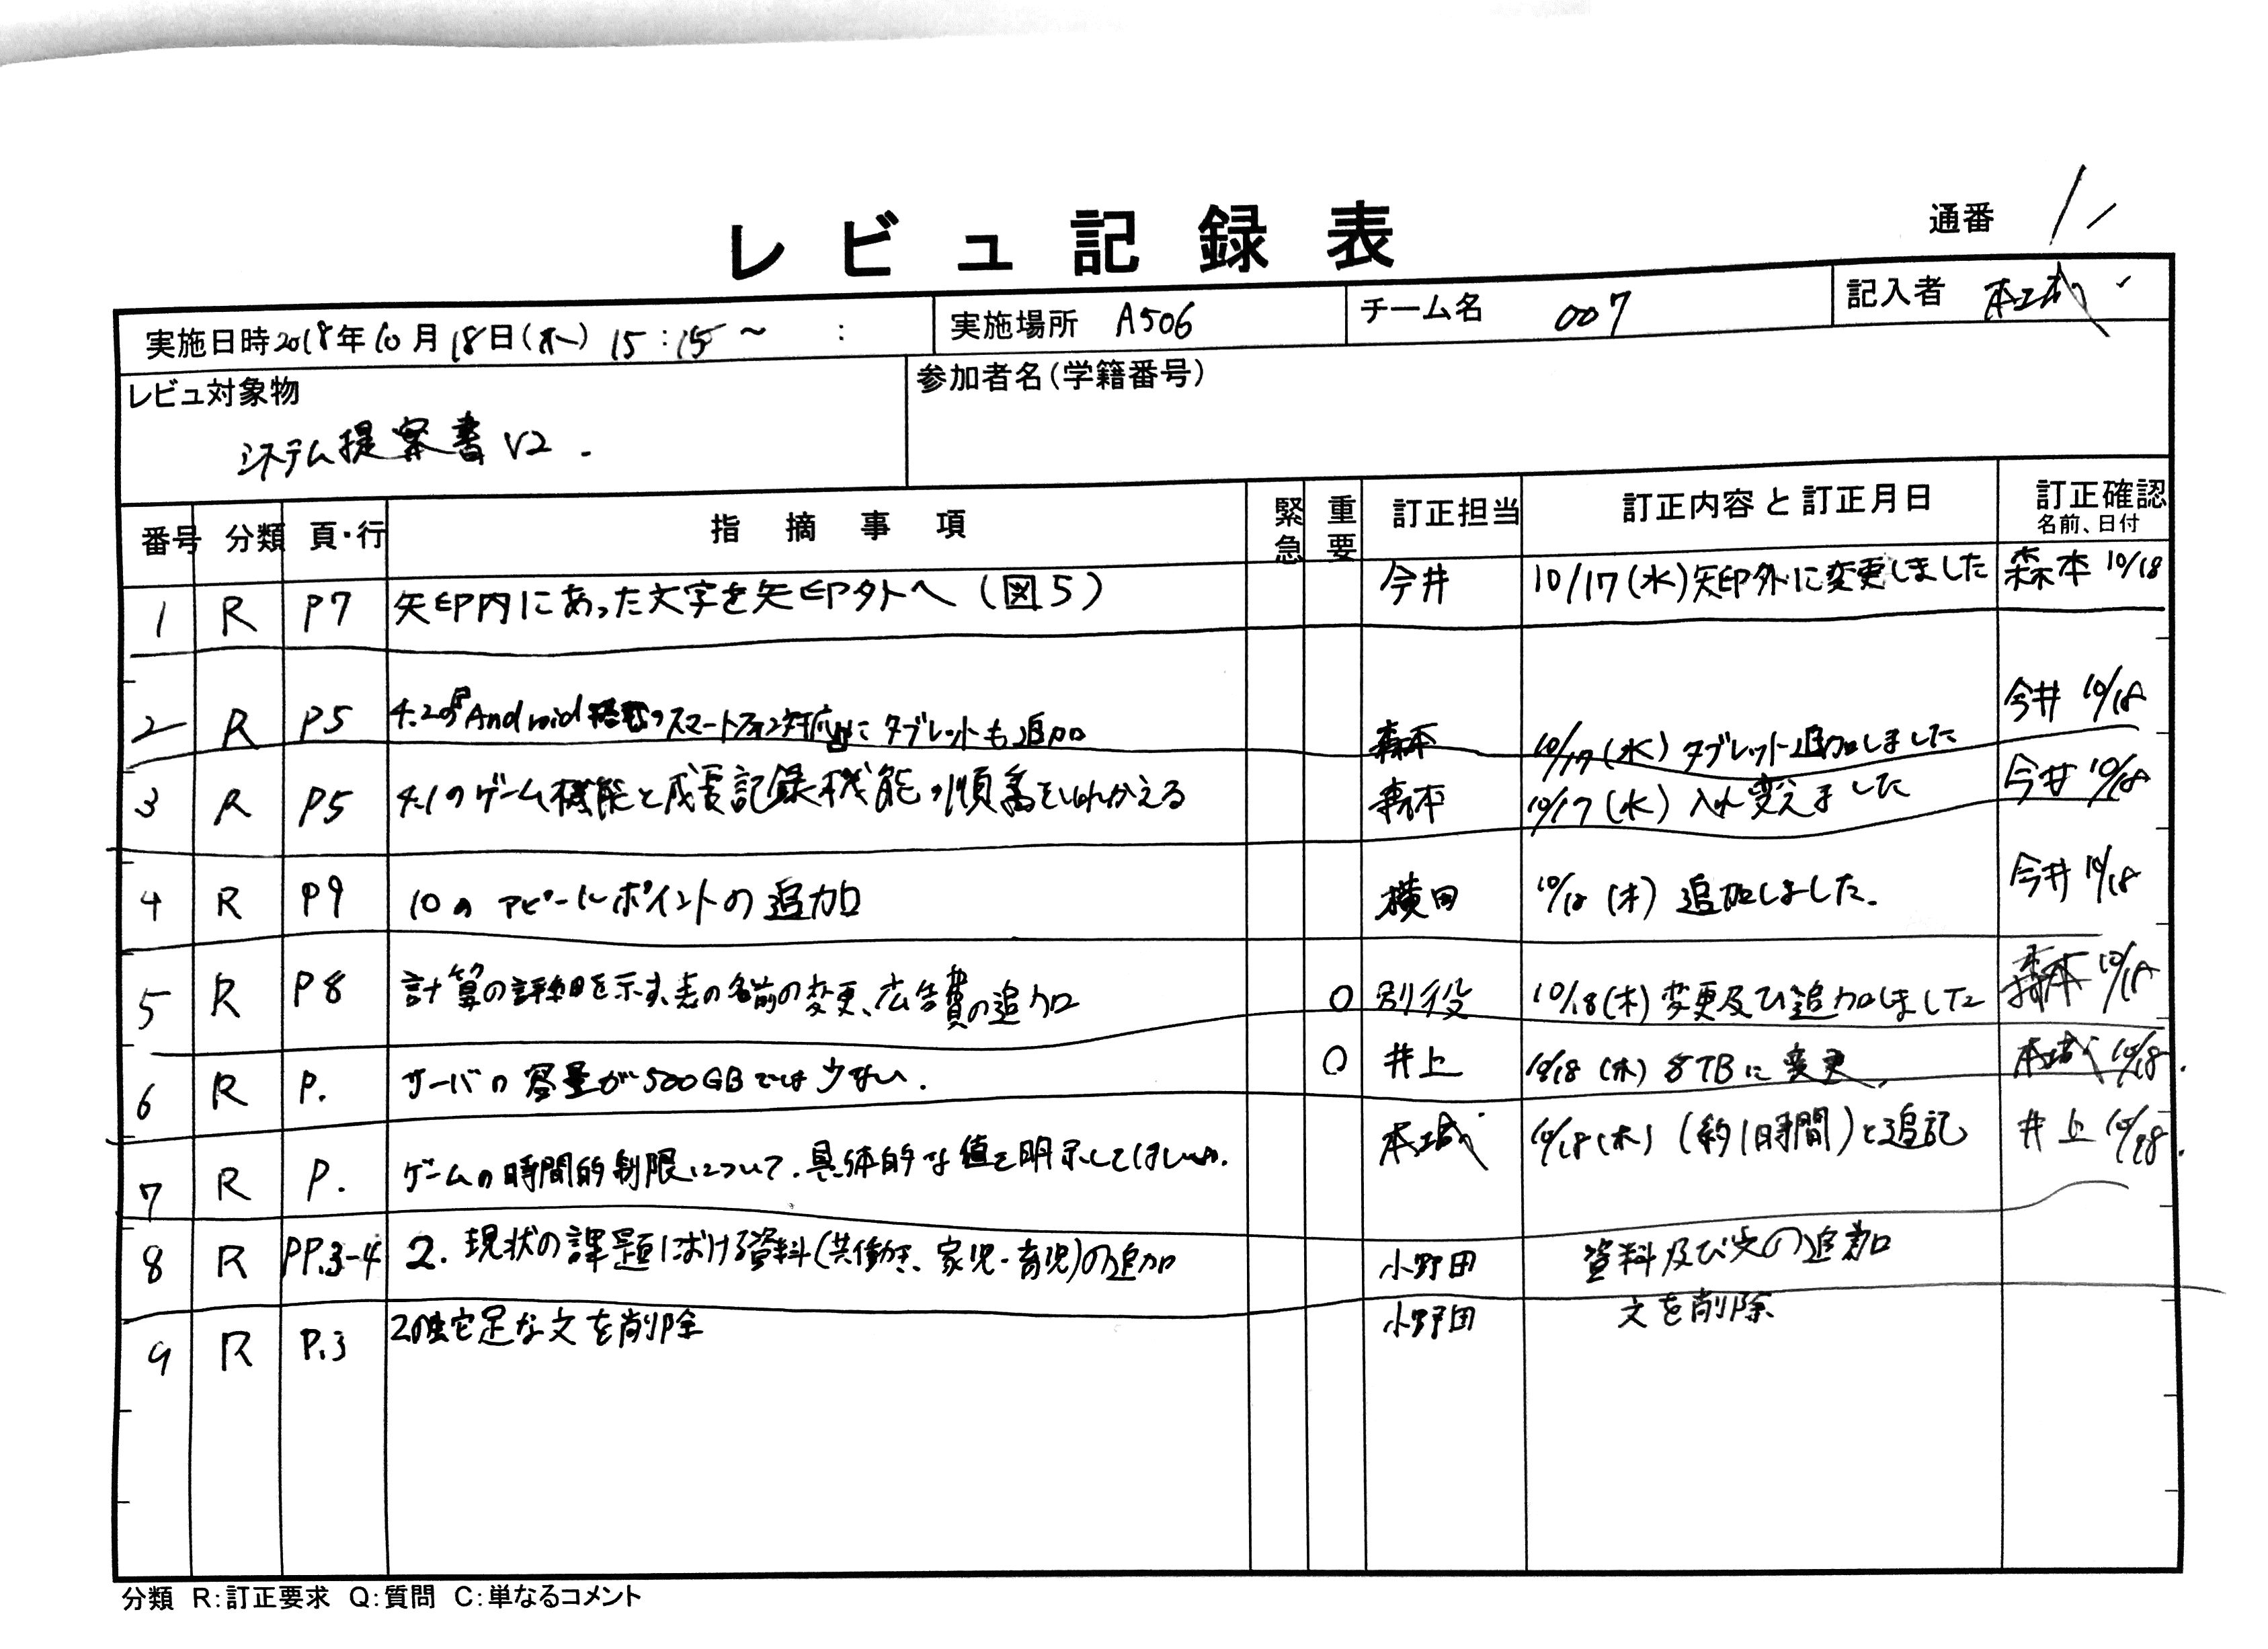 レビュ記録表
通番 1
実施日時 2018年10月18日(木) 15:15～ :
実施場所 A506
チーム名 007
記入者 本城
レビュ対象物
システム提案書 V2.
参加者名(学籍番号)
番号 分類 頁・行 指摘事項 緊急 重要 訂正担当 訂正内容と訂正月日 訂正確認 名前、日付
1 R P7 矢印内にあった文字を矢印外へ(図5) 今井 10/17(水)矢印外に変更しました 森本 10/18
2 R P5 4.2の『Android搭載のスマートフォン対応』にタブレットも追加 森本 10/17(水)タブレット追加しました 今井 10/18
3 R P5 4.1のゲーム機能と成長記録機能の順番を入れかえる 森本 10/17(水)入れ変えました 今井 10/18
4 R P9 10のアピールポイントの追加 横田 10/18(木)追加しました. 今井 10/18
5 R P8 計算の詳細を示す、表の名前の変更、広告費の追加 ○ 別役 10/18(木)変更及び追加しました 森本 10/18
6 R P. サーバの容量が500GBでは少ない. ○ 井上 10/18(木) 8TBに変更. 本城 10/18.
7 R P. ゲームの時間的制限について、具体的な値を明示してほしい. 本城 10/18(木)(約1時間)と追記 井上 10/18.
8 R PP.3-4 2.現状の課題における資料(共働き、家児・育児)の追加 小野田 資料及び文の追加
9 R P.3 2の蛇足な文を削除 小野田 文を削除
分類 R:訂正要求 Q:質問 C:単なるコメント